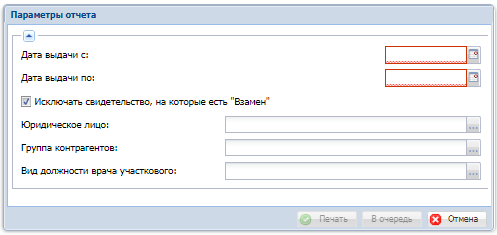 Параметры отчета
Дата выдачи с:
Дата выдачи по:
Исключать свидетельство, на которые есть "Взамен"
Юридическое лицо:
Группа контрагентов:
Вид должности врача участкового:
Печать В очередь Отмена